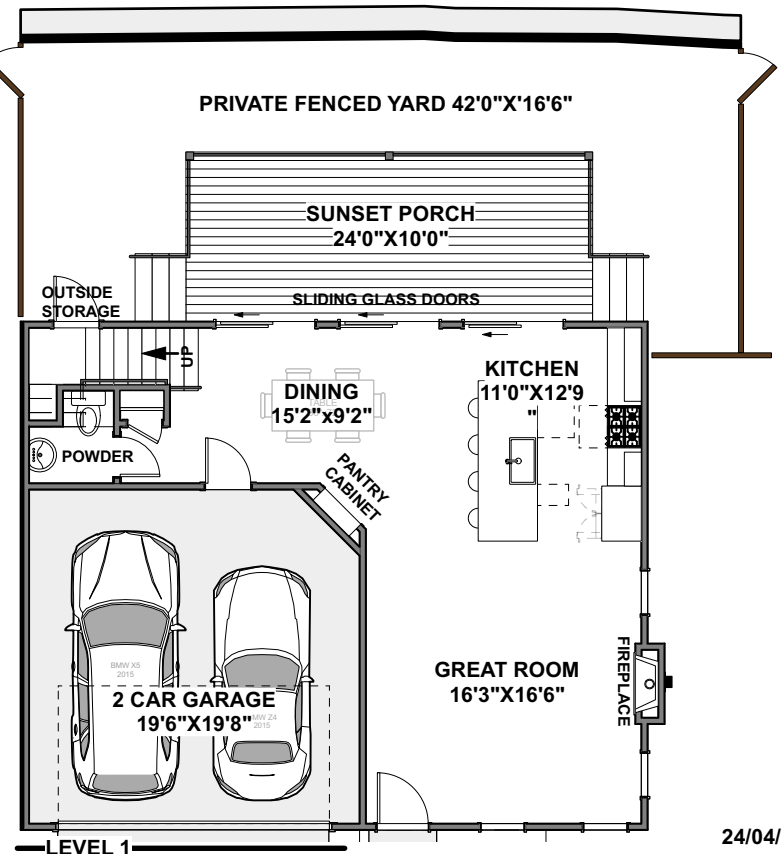 PRIVATE FENCED YARD 42'0"X'16'6"
SUNSET PORCH
24'0"X10'0"
OUTSIDE
STORAGE
SLIDING GLASS DOORS
UP
KITCHEN
11'0"X12'9
"
DINING
TABLE
15'2"x9'2"
POWDER
PANTRY
CABINET
BMW X5
2015
2 CAR GARAGE
19'6"X19'8"
MW Z4
2015
GREAT ROOM
16'3"X16'6"
FIREPLACE
LEVEL 1
24/04/